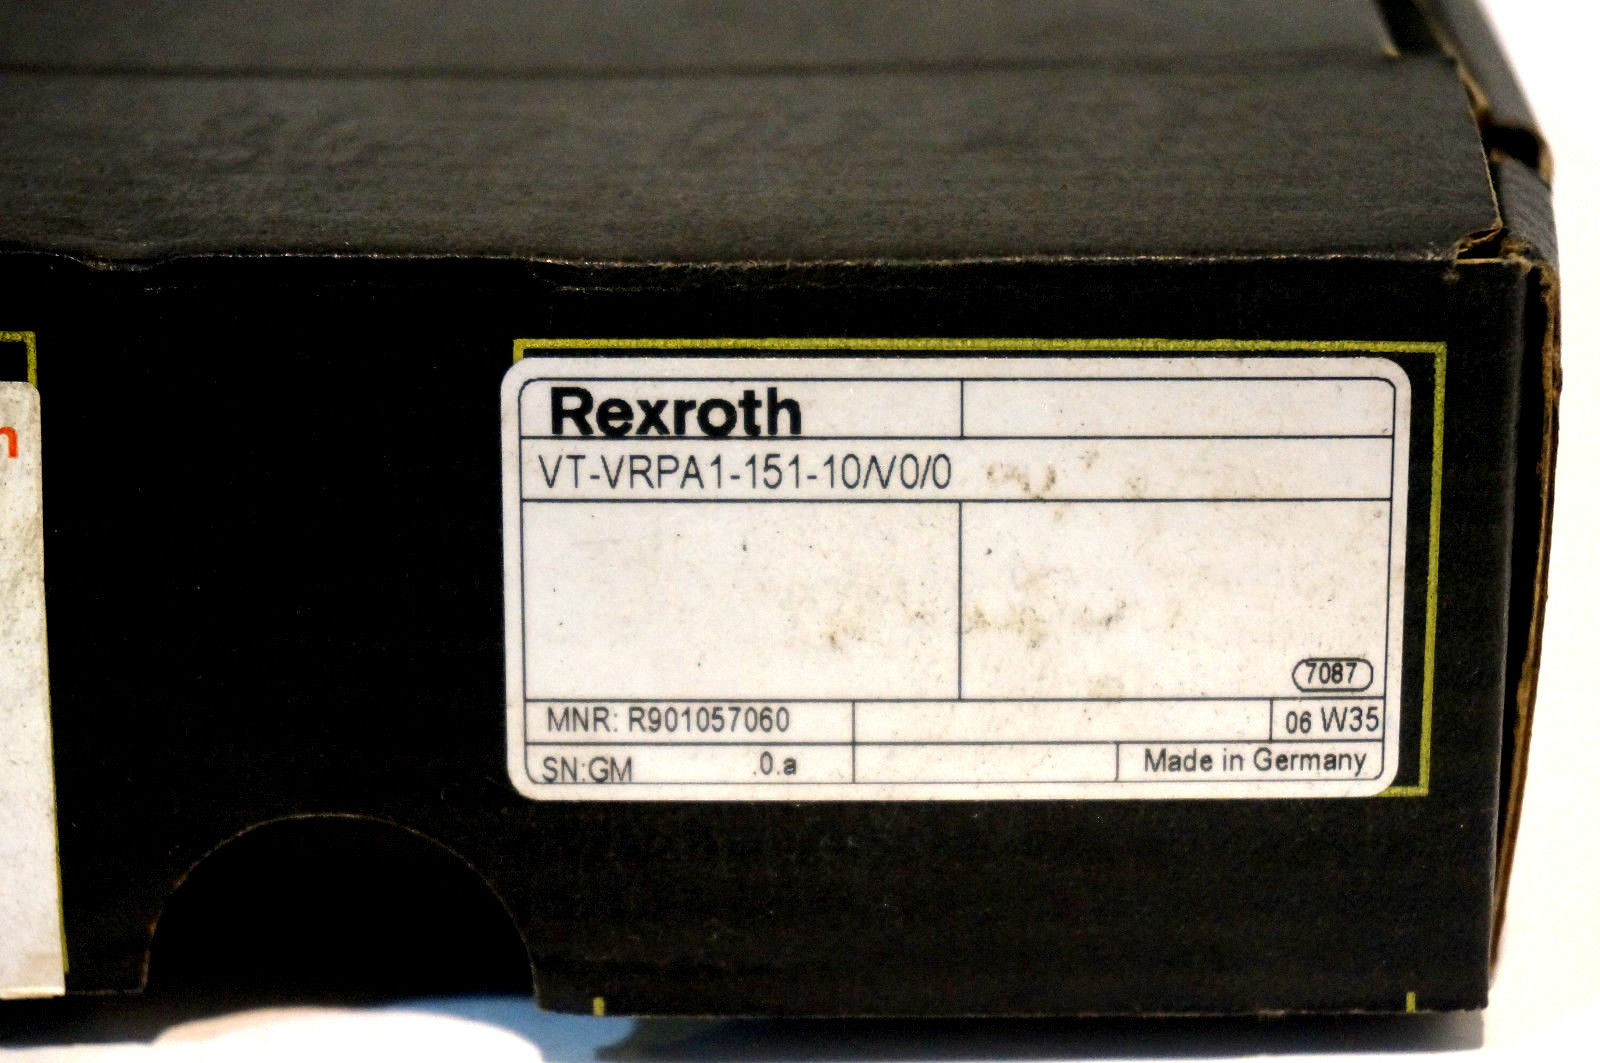 Rexroth
VT-VRPA1-151-10/V0/0
7087
MNR: R901057060
06 W35
SN:GM .0.a
Made in Germany